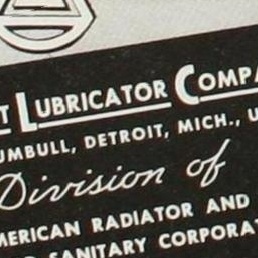 T LUBRICATOR COMPA
UMBULL, DETROIT, MICH., U
Division of
MERICAN RADIATOR AND
SANITARY CORPORAT